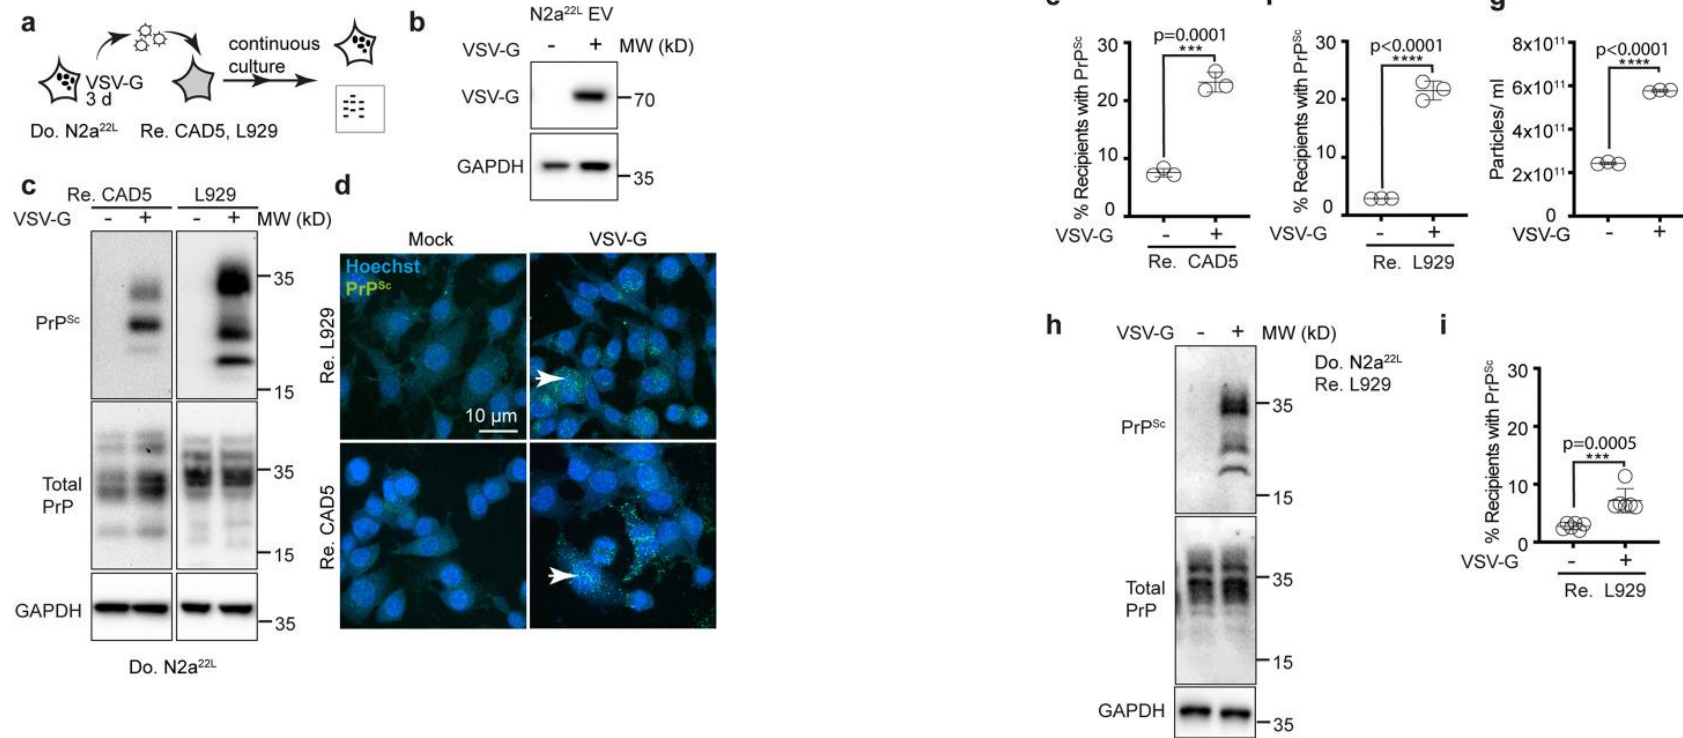 a
continuous
culture
VSV-G
3 d
Do. N2a²²ᴸ
Re. CAD5, L929
b
N2a²²ᴸ EV
VSV-G - + MW (kD)
VSV-G
70
GAPDH
35
c
Re. CAD5 L929
VSV-G - + - + MW (kD)
35
PrPˢᶜ
15
Total
PrP
35
15
GAPDH
35
Do. N2a²²ᴸ
d
Mock VSV-G
Hoechst
PrPˢᶜ
Re. L929
10 µm
Re. CAD5
% Recipients with PrPˢᶜ
p=0.0001
***
30
20
10
0
VSV-G - +
Re. CAD5
% Recipients with PrPˢᶜ
p<0.0001
****
30
20
10
0
VSV-G - +
Re. L929
g
Particles/ ml
p<0.0001
****
8x10¹¹
6x10¹¹
4x10¹¹
2x10¹¹
0
VSV-G - +
h
VSV-G - + MW (kD)
Do. N2a²²ᴸ
Re. L929
PrPˢᶜ
35
15
Total
PrP
35
15
GAPDH
35
i
% Recipients with PrPˢᶜ
p=0.0005
***
30
20
10
0
VSV-G - +
Re. L929